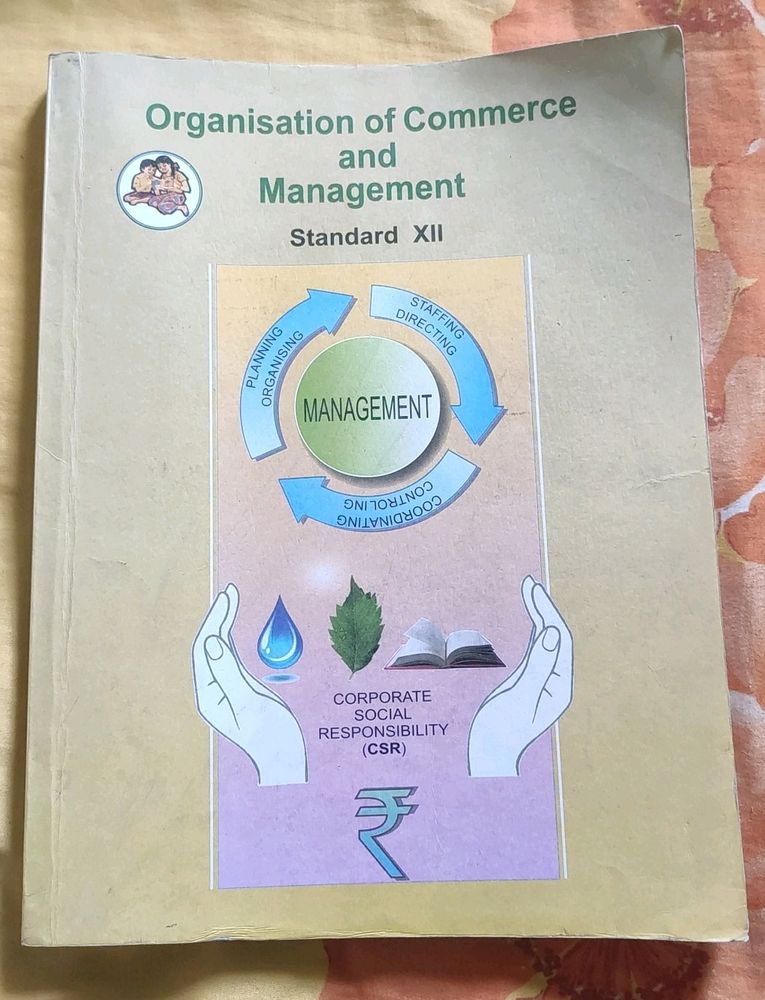 Organisation of Commerce
and
Management
Standard XII
PLANNING
ORGANISING
STAFFING
DIRECTING
MANAGEMENT
COORDINATING
CONTROLING
CORPORATE
SOCIAL
RESPONSIBILITY
(CSR)
₹